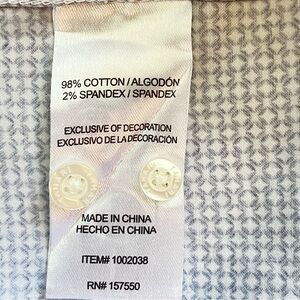 98% COTTON / ALGODÓN
2% SPANDEX / SPANDEX
EXCLUSIVE OF DECORATION
EXCLUSIVO DE LA DECORACIÓN
MADE IN CHINA
HECHO EN CHINA
ITEM# 1002038
RN# 157550